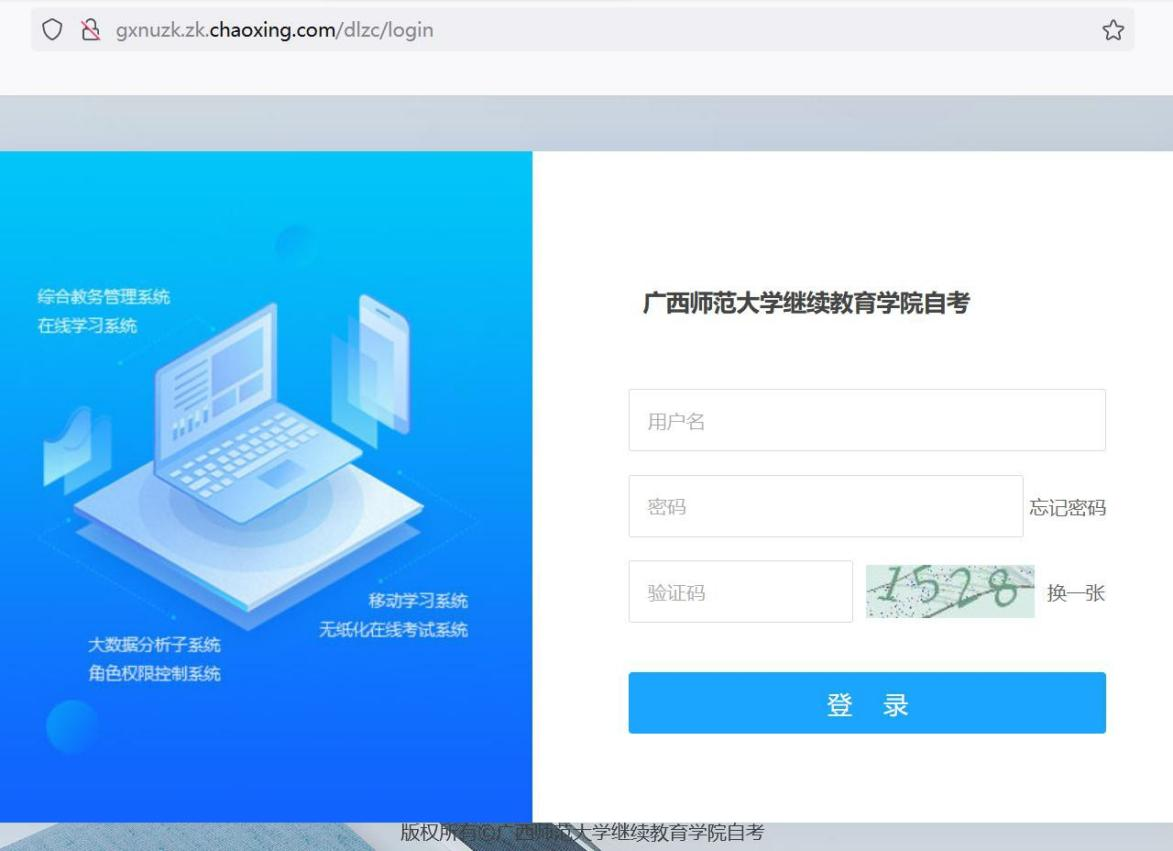 gxnuzk.zk.chaoxing.com/dlzc/login
综合教务管理系统
在线学习系统
移动学习系统
无纸化在线考试系统
大数据分析子系统
角色权限控制系统
广西师范大学继续教育学院自考
用户名
密码
忘记密码
验证码
1528
换一张
登 录
版权所有©广西师范大学继续教育学院自考